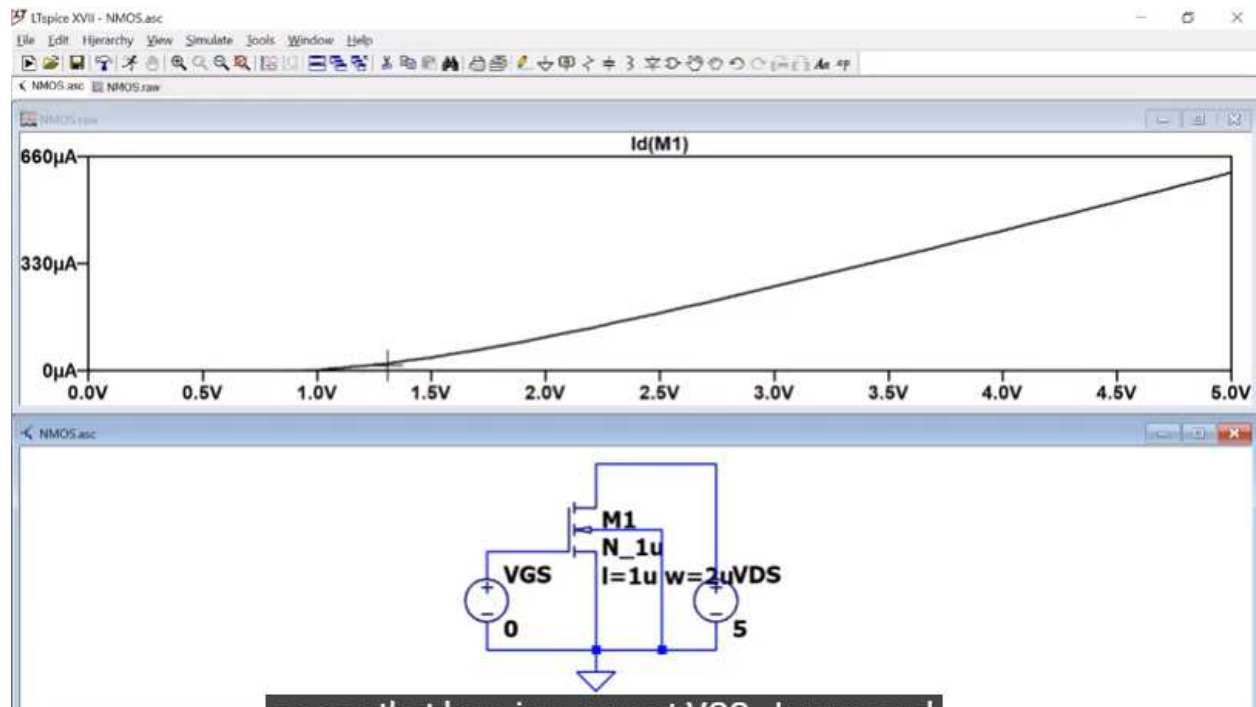 LTspice XVII - NMOS.asc
File Edit Hierarchy View Simulate Tools Window Help
NMOS.asc NMOS.raw
NMOS.raw
Id(M1)
660µA
330µA
0µA
0.0V 0.5V 1.0V 1.5V 2.0V 2.5V 3.0V 3.5V 4.0V 4.5V 5.0V
NMOS.asc
M1
N_1u
VGS l=1u w=2u VDS
0 5